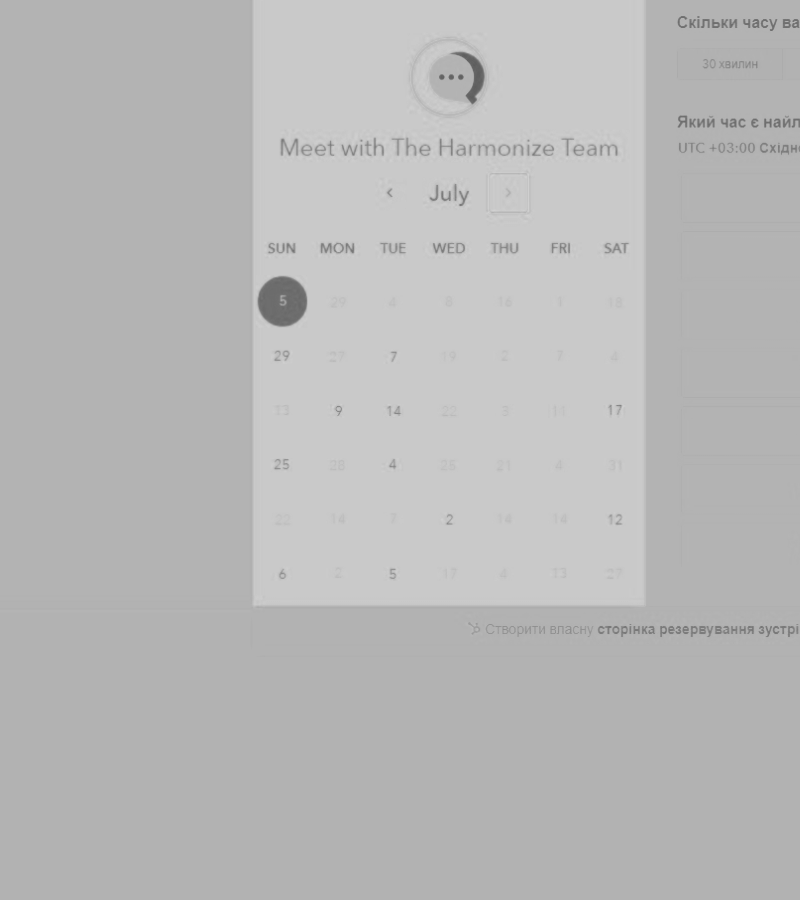 Meet with The Harmonize Team
July
SUN MON TUE WED THU FRI SAT
5 29 4 8 16 1 18
29 27 7 19 2 7 4
13 9 14 22 3 11 17
25 28 4 26 21 4 31
22 14 7 2 14 14 12
6 2 5 17 4 13 27
Скільки часу ва
30 хвилин
Який час є найл
UTC +03:00 Східн
Створити власну сторінка резервування зустрі